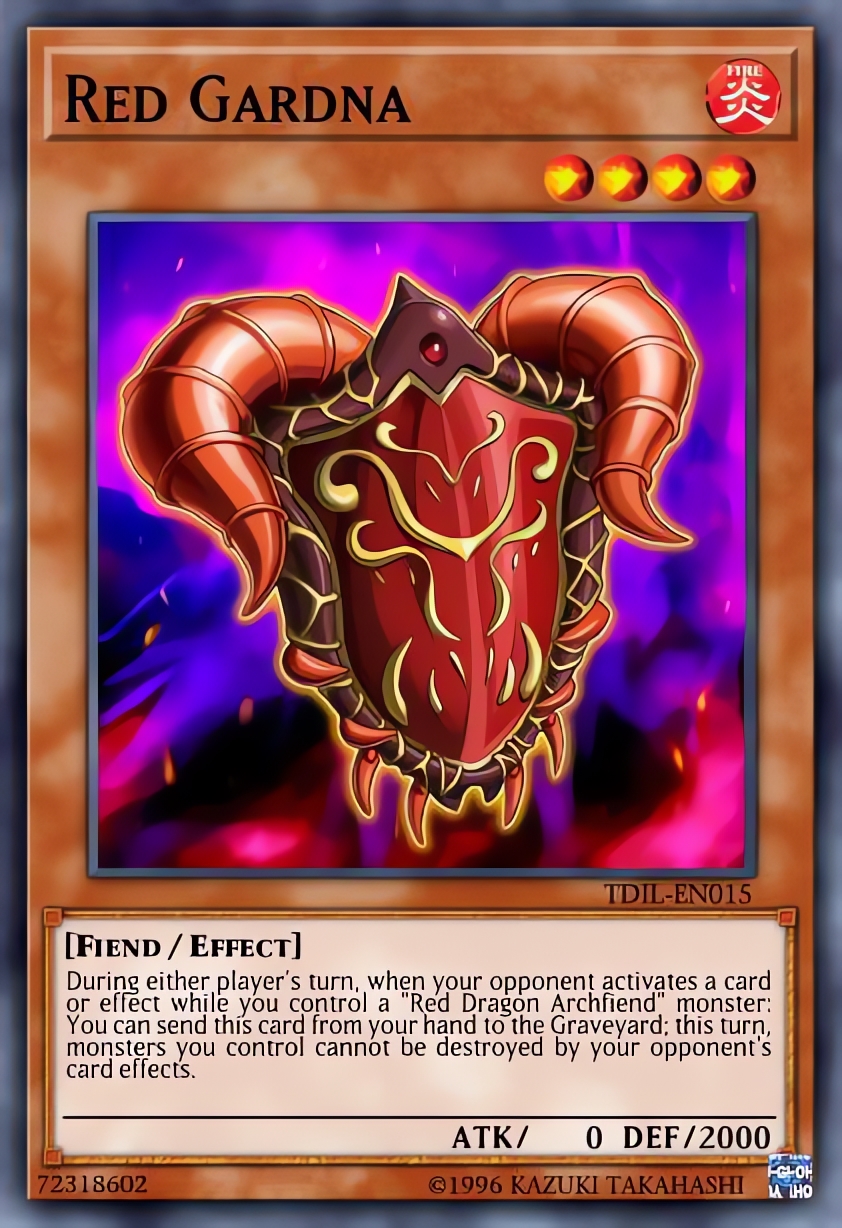 RED GARDNA
FIRE
炎
TDIL-EN015
[FIEND / EFFECT]
During either player's turn, when your opponent activates a card
or effect while you control a "Red Dragon Archfiend" monster:
You can send this card from your hand to the Graveyard; this turn,
monsters you control cannot be destroyed by your opponent's
card effects.
ATK/ 0 DEF/2000
72318602
©1996 KAZUKI TAKAHASHI